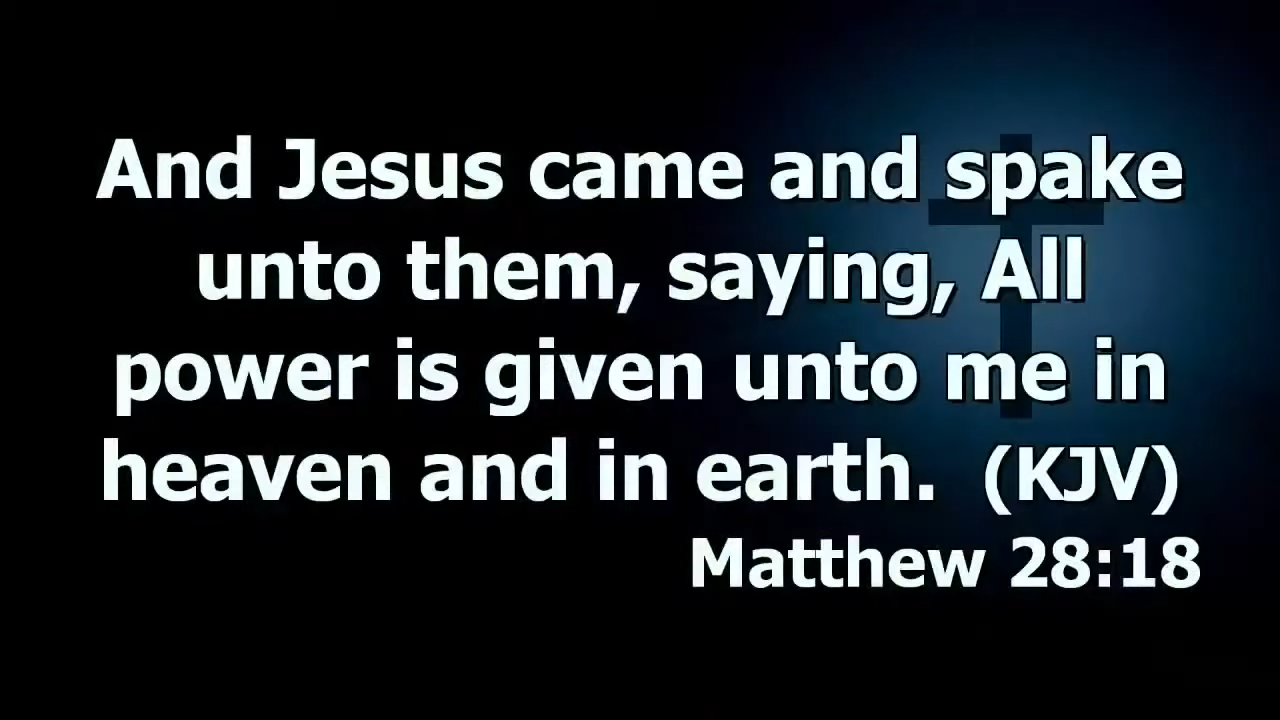 And Jesus came and spake
unto them, saying, All
power is given unto me in
heaven and in earth.  (KJV)
Matthew 28:18